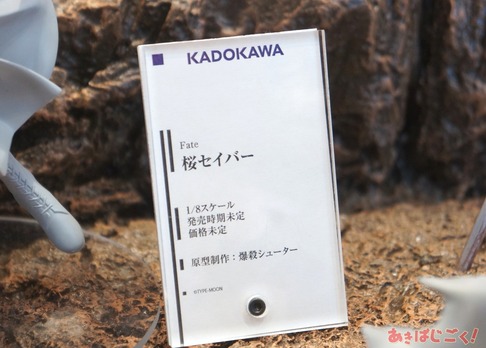 KADOKAWA
Fate
桜セイバー
1/8スケール
発売時期未定
価格未定
原型制作：爆殺シューター
©TYPE-MOON
あきばじごく!